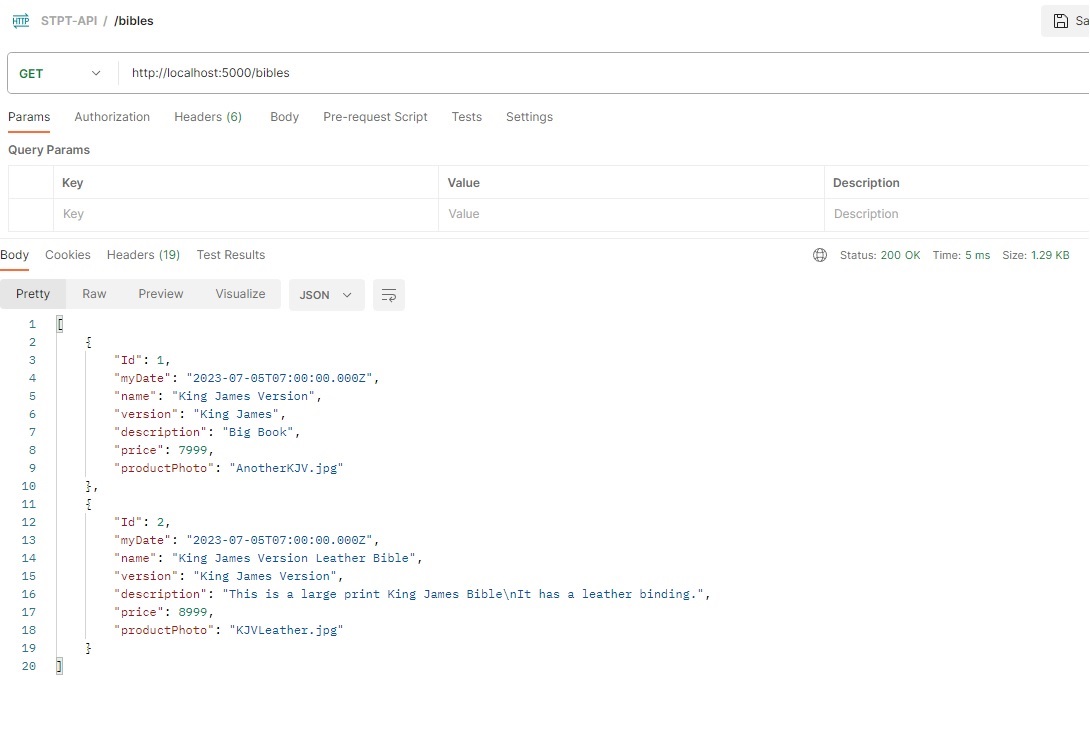 HTTP STPT-API / /bibles
GET http://localhost:5000/bibles
Params Authorization Headers (6) Body Pre-request Script Tests Settings
Query Params
Key Value Description
Key Value Description
Body Cookies Headers (19) Test Results Status: 200 OK Time: 5 ms Size: 1.29 KB
Pretty Raw Preview Visualize JSON
1 [
2 {
3 "Id": 1,
4 "myDate": "2023-07-05T07:00:00.000Z",
5 "name": "King James Version",
6 "version": "King James",
7 "description": "Big Book",
8 "price": 7999,
9 "productPhoto": "AnotherKJV.jpg"
10 },
11 {
12 "Id": 2,
13 "myDate": "2023-07-05T07:00:00.000Z",
14 "name": "King James Version Leather Bible",
15 "version": "King James Version",
16 "description": "This is a large print King James Bible\nIt has a leather binding.",
17 "price": 8999,
18 "productPhoto": "KJVLeather.jpg"
19 }
20 ]